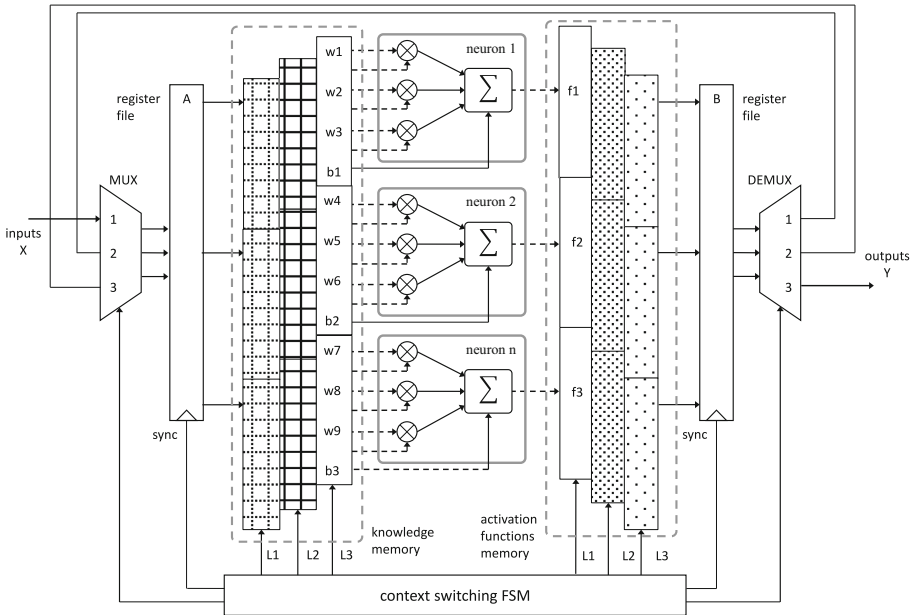 register
file
A
MUX
1
2
3
inputs
X
sync
w1
w2
w3
b1
w4
w5
w6
b2
w7
w8
w9
b3
neuron 1
Σ
neuron 2
Σ
neuron n
Σ
f1
f2
f3
B
register
file
DEMUX
1
2
3
outputs
Y
sync
knowledge
memory
activation
functions
memory
L1
L2
L3
L1
L2
L3
context switching FSM